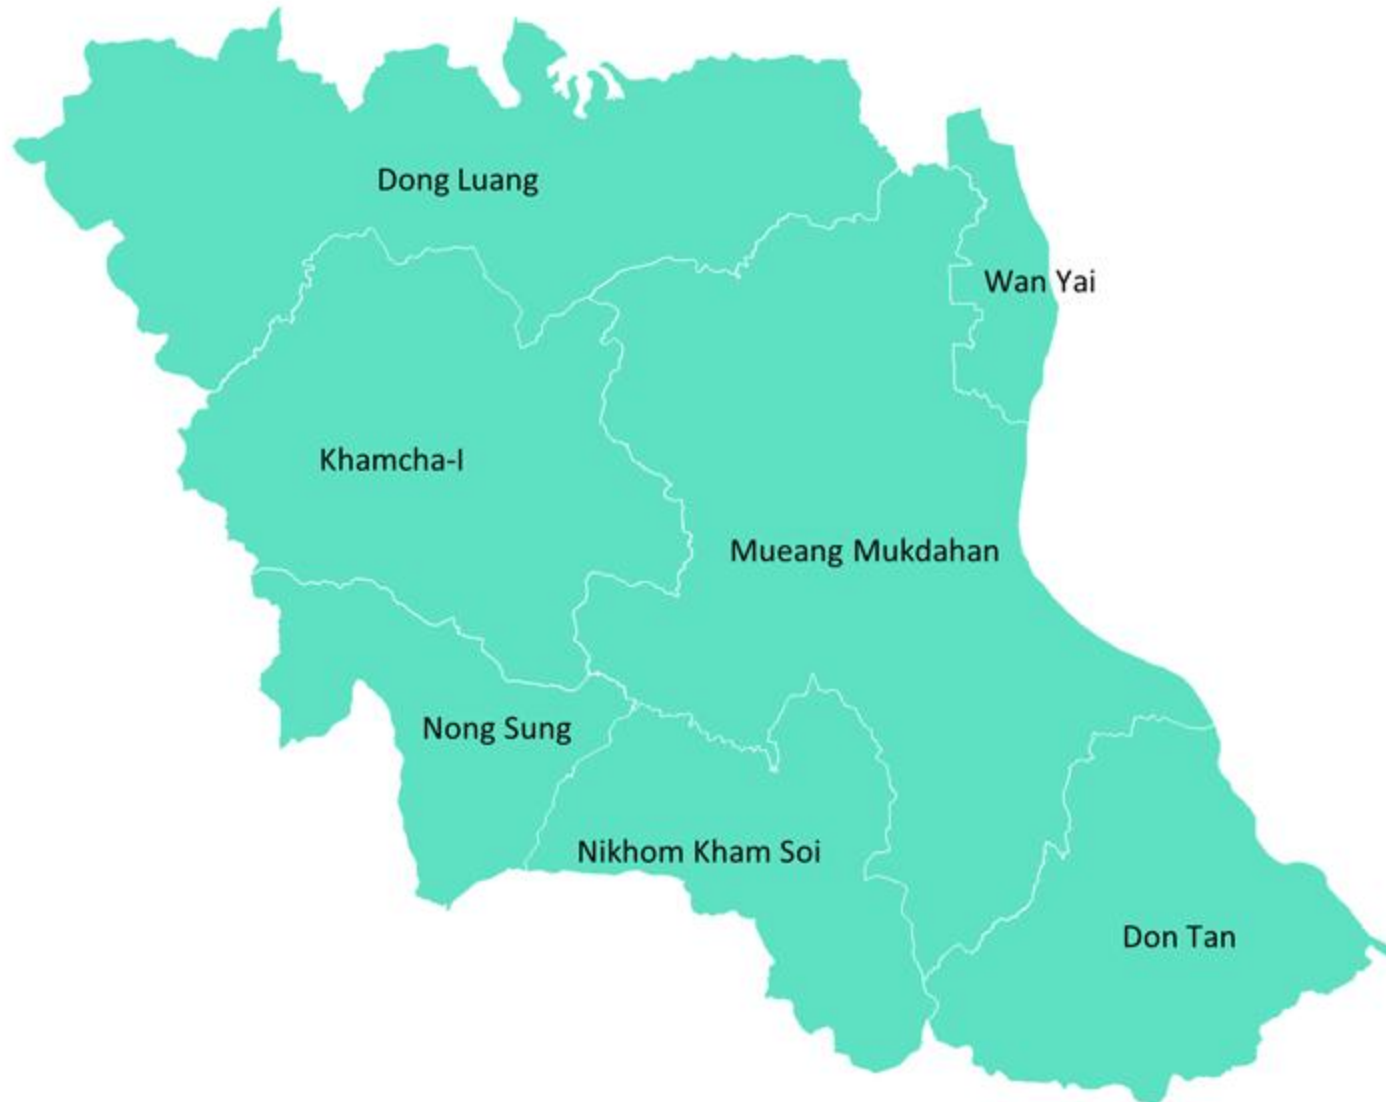 Dong Luang
Wan Yai
Khamcha-I
Mueang Mukdahan
Nong Sung
Nikhom Kham Soi
Don Tan